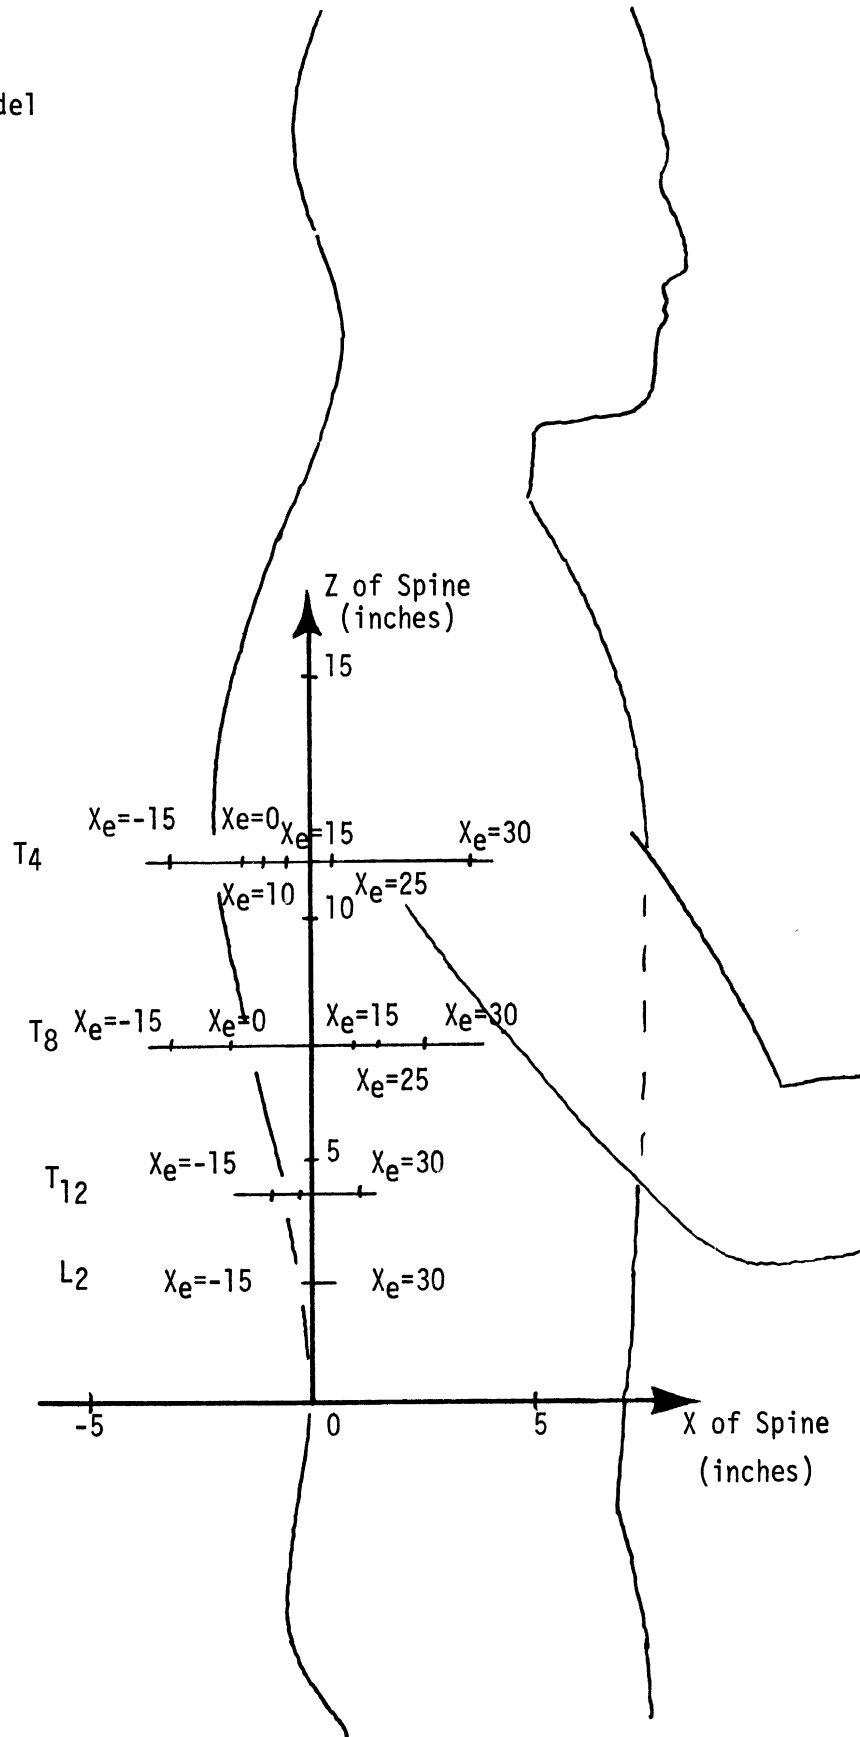 del
Z of Spine
(inches)
15
Xe=-15 Xe=0 Xe=15 Xe=30
T4
Xe=10 Xe=25
10
T8 Xe=-15 Xe=0 Xe=15 Xe=30
Xe=25
5
T12 Xe=-15 Xe=30
L2 Xe=-15 Xe=30
-5 0 5 X of Spine
(inches)